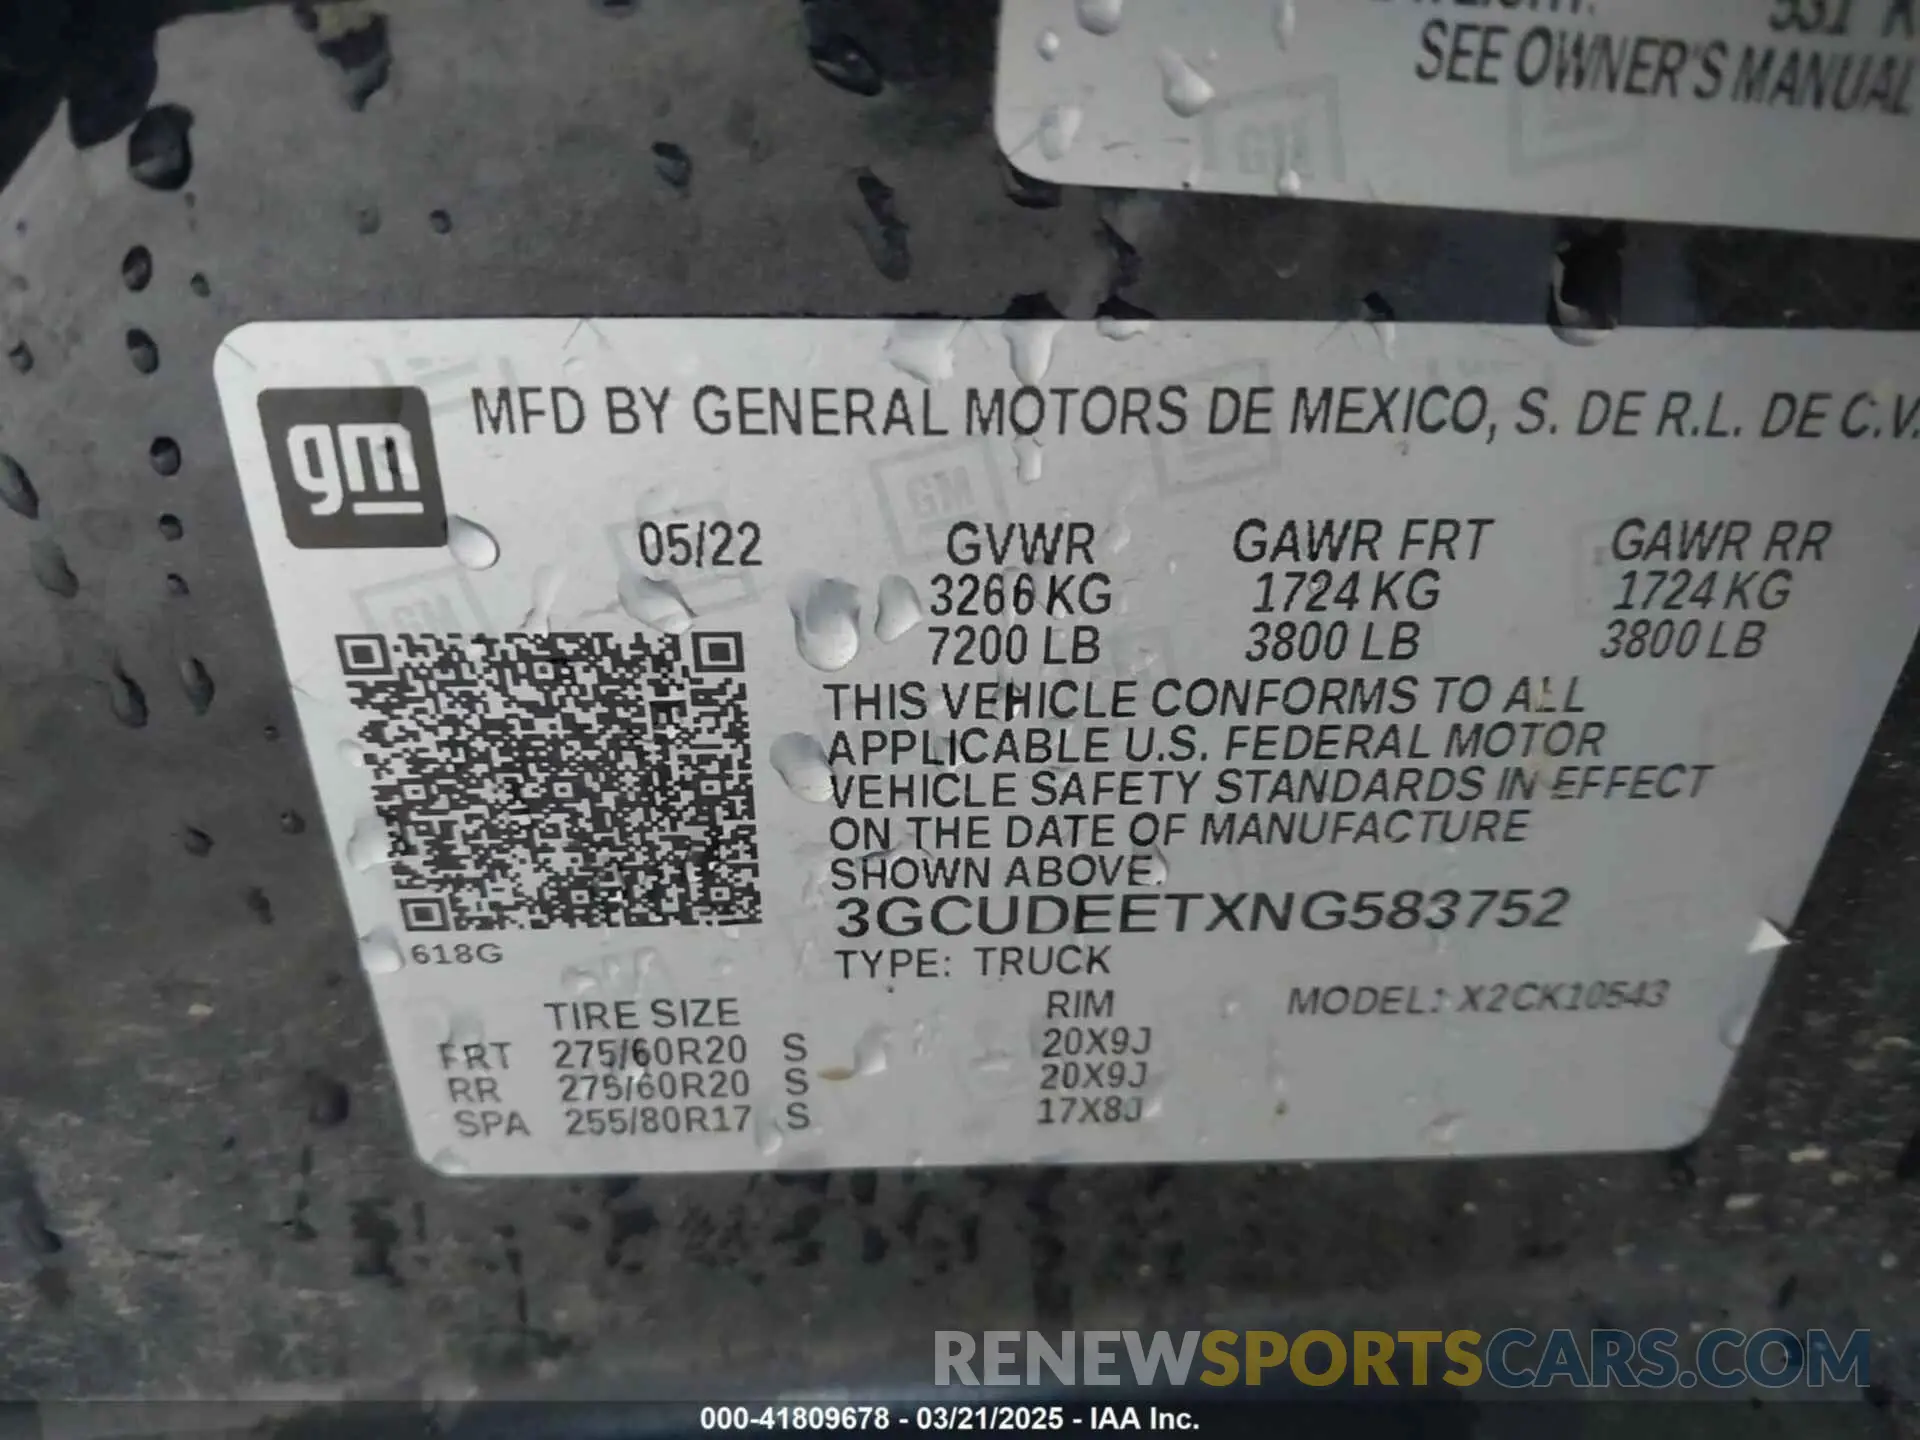 SEE OWNER'S MANUAL
gm
MFD BY GENERAL MOTORS DE MEXICO, S. DE R.L. DE C.V.
05/22 GVWR GAWR FRT GAWR RR
3266 KG 1724 KG 1724 KG
7200 LB 3800 LB 3800 LB
THIS VEHICLE CONFORMS TO ALL
APPLICABLE U.S. FEDERAL MOTOR
VEHICLE SAFETY STANDARDS IN EFFECT
ON THE DATE OF MANUFACTURE
SHOWN ABOVE.
3GCUDEETXNG583752
618G
TYPE: TRUCK
TIRE SIZE RIM MODEL: X2CK10543
FRT 275/60R20 S 20X9J
RR 275/60R20 S 20X9J
SPA 255/80R17 S 17X8J
RENEWSPORTSCARS.COM
000-41809678 - 03/21/2025 - IAA Inc.